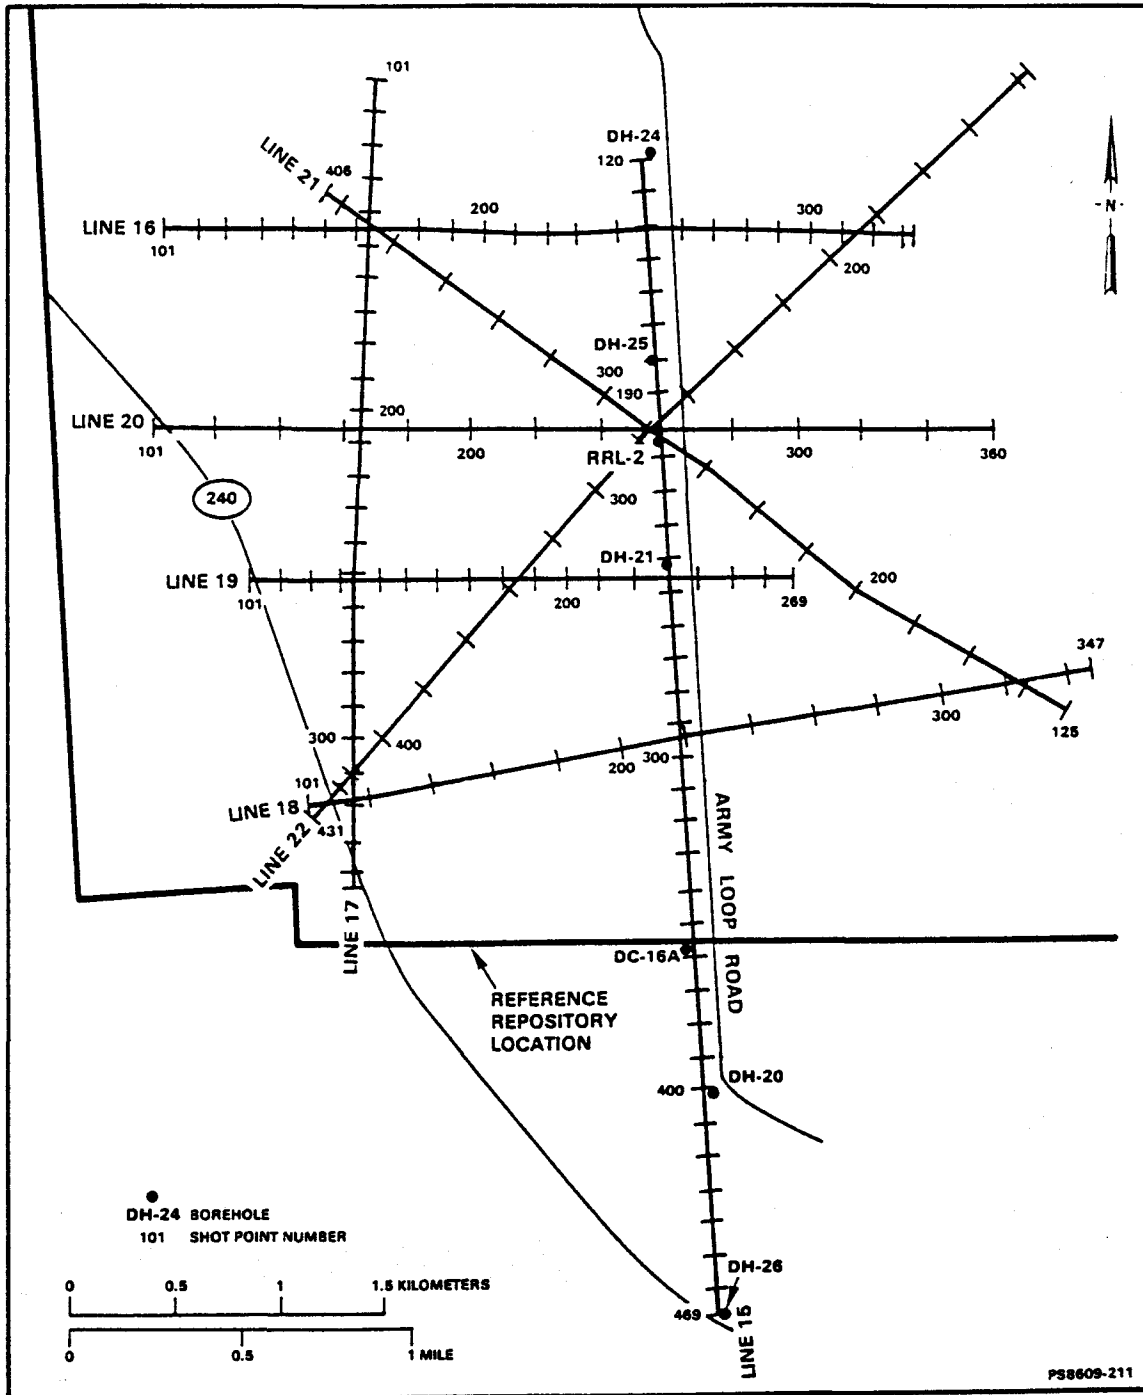 101
DH-24
LINE 21
406
120
200
300
-N-
LINE 16
101
200
DH-25
300
190
200
LINE 20
101
200
RRL-2
300
360
300
240
DH-21
LINE 19
101
200
269
200
347
300
400
300
125
200
300
101
LINE 18
431
LINE 22
ARMY LOOP ROAD
LINE 17
DC-16A
REFERENCE
REPOSITORY
LOCATION
400
DH-20
DH-24 BOREHOLE
101 SHOT POINT NUMBER
DH-26
0 0.5 1 1.5 KILOMETERS
469
LINE 15
0 0.5 1 MILE
PS8609-211